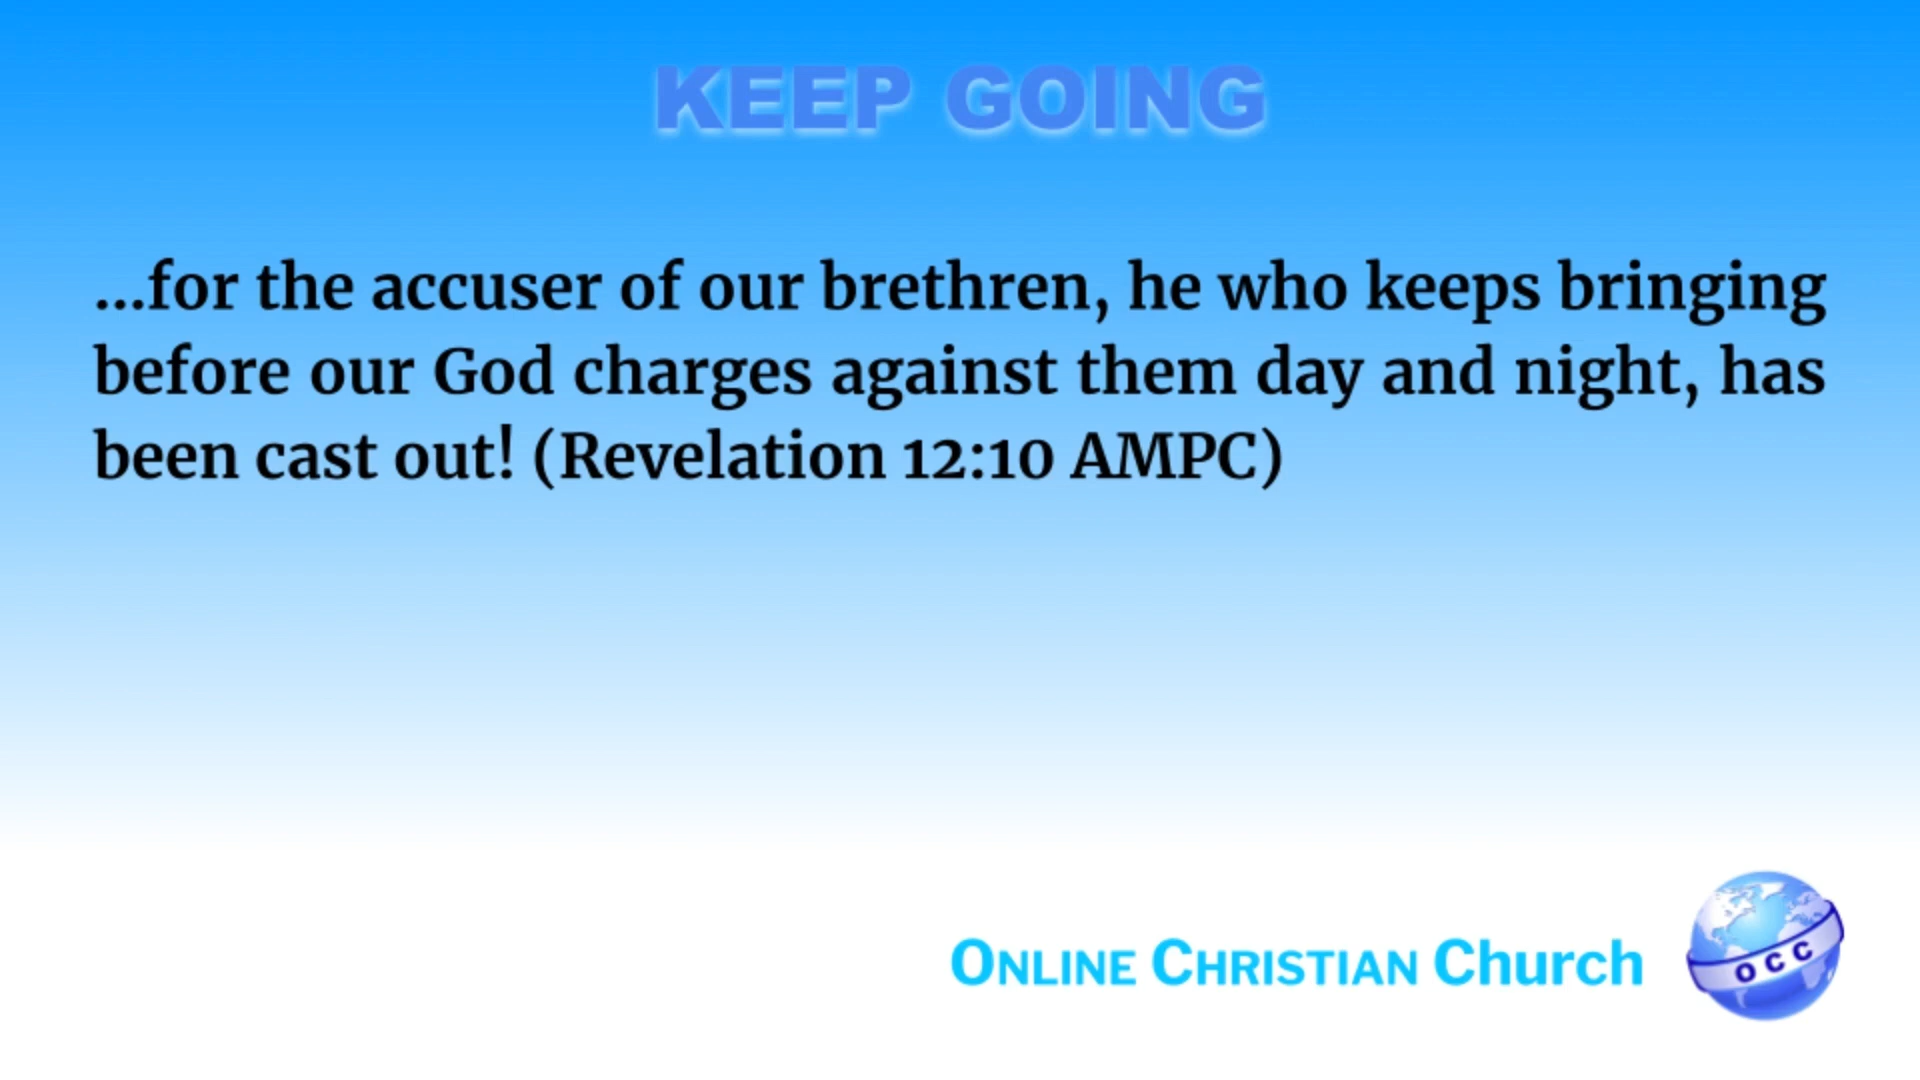 KEEP GOING
...for the accuser of our brethren, he who keeps bringing
before our God charges against them day and night, has
been cast out! (Revelation 12:10 AMPC)
ONLINE CHRISTIAN Church
OCC